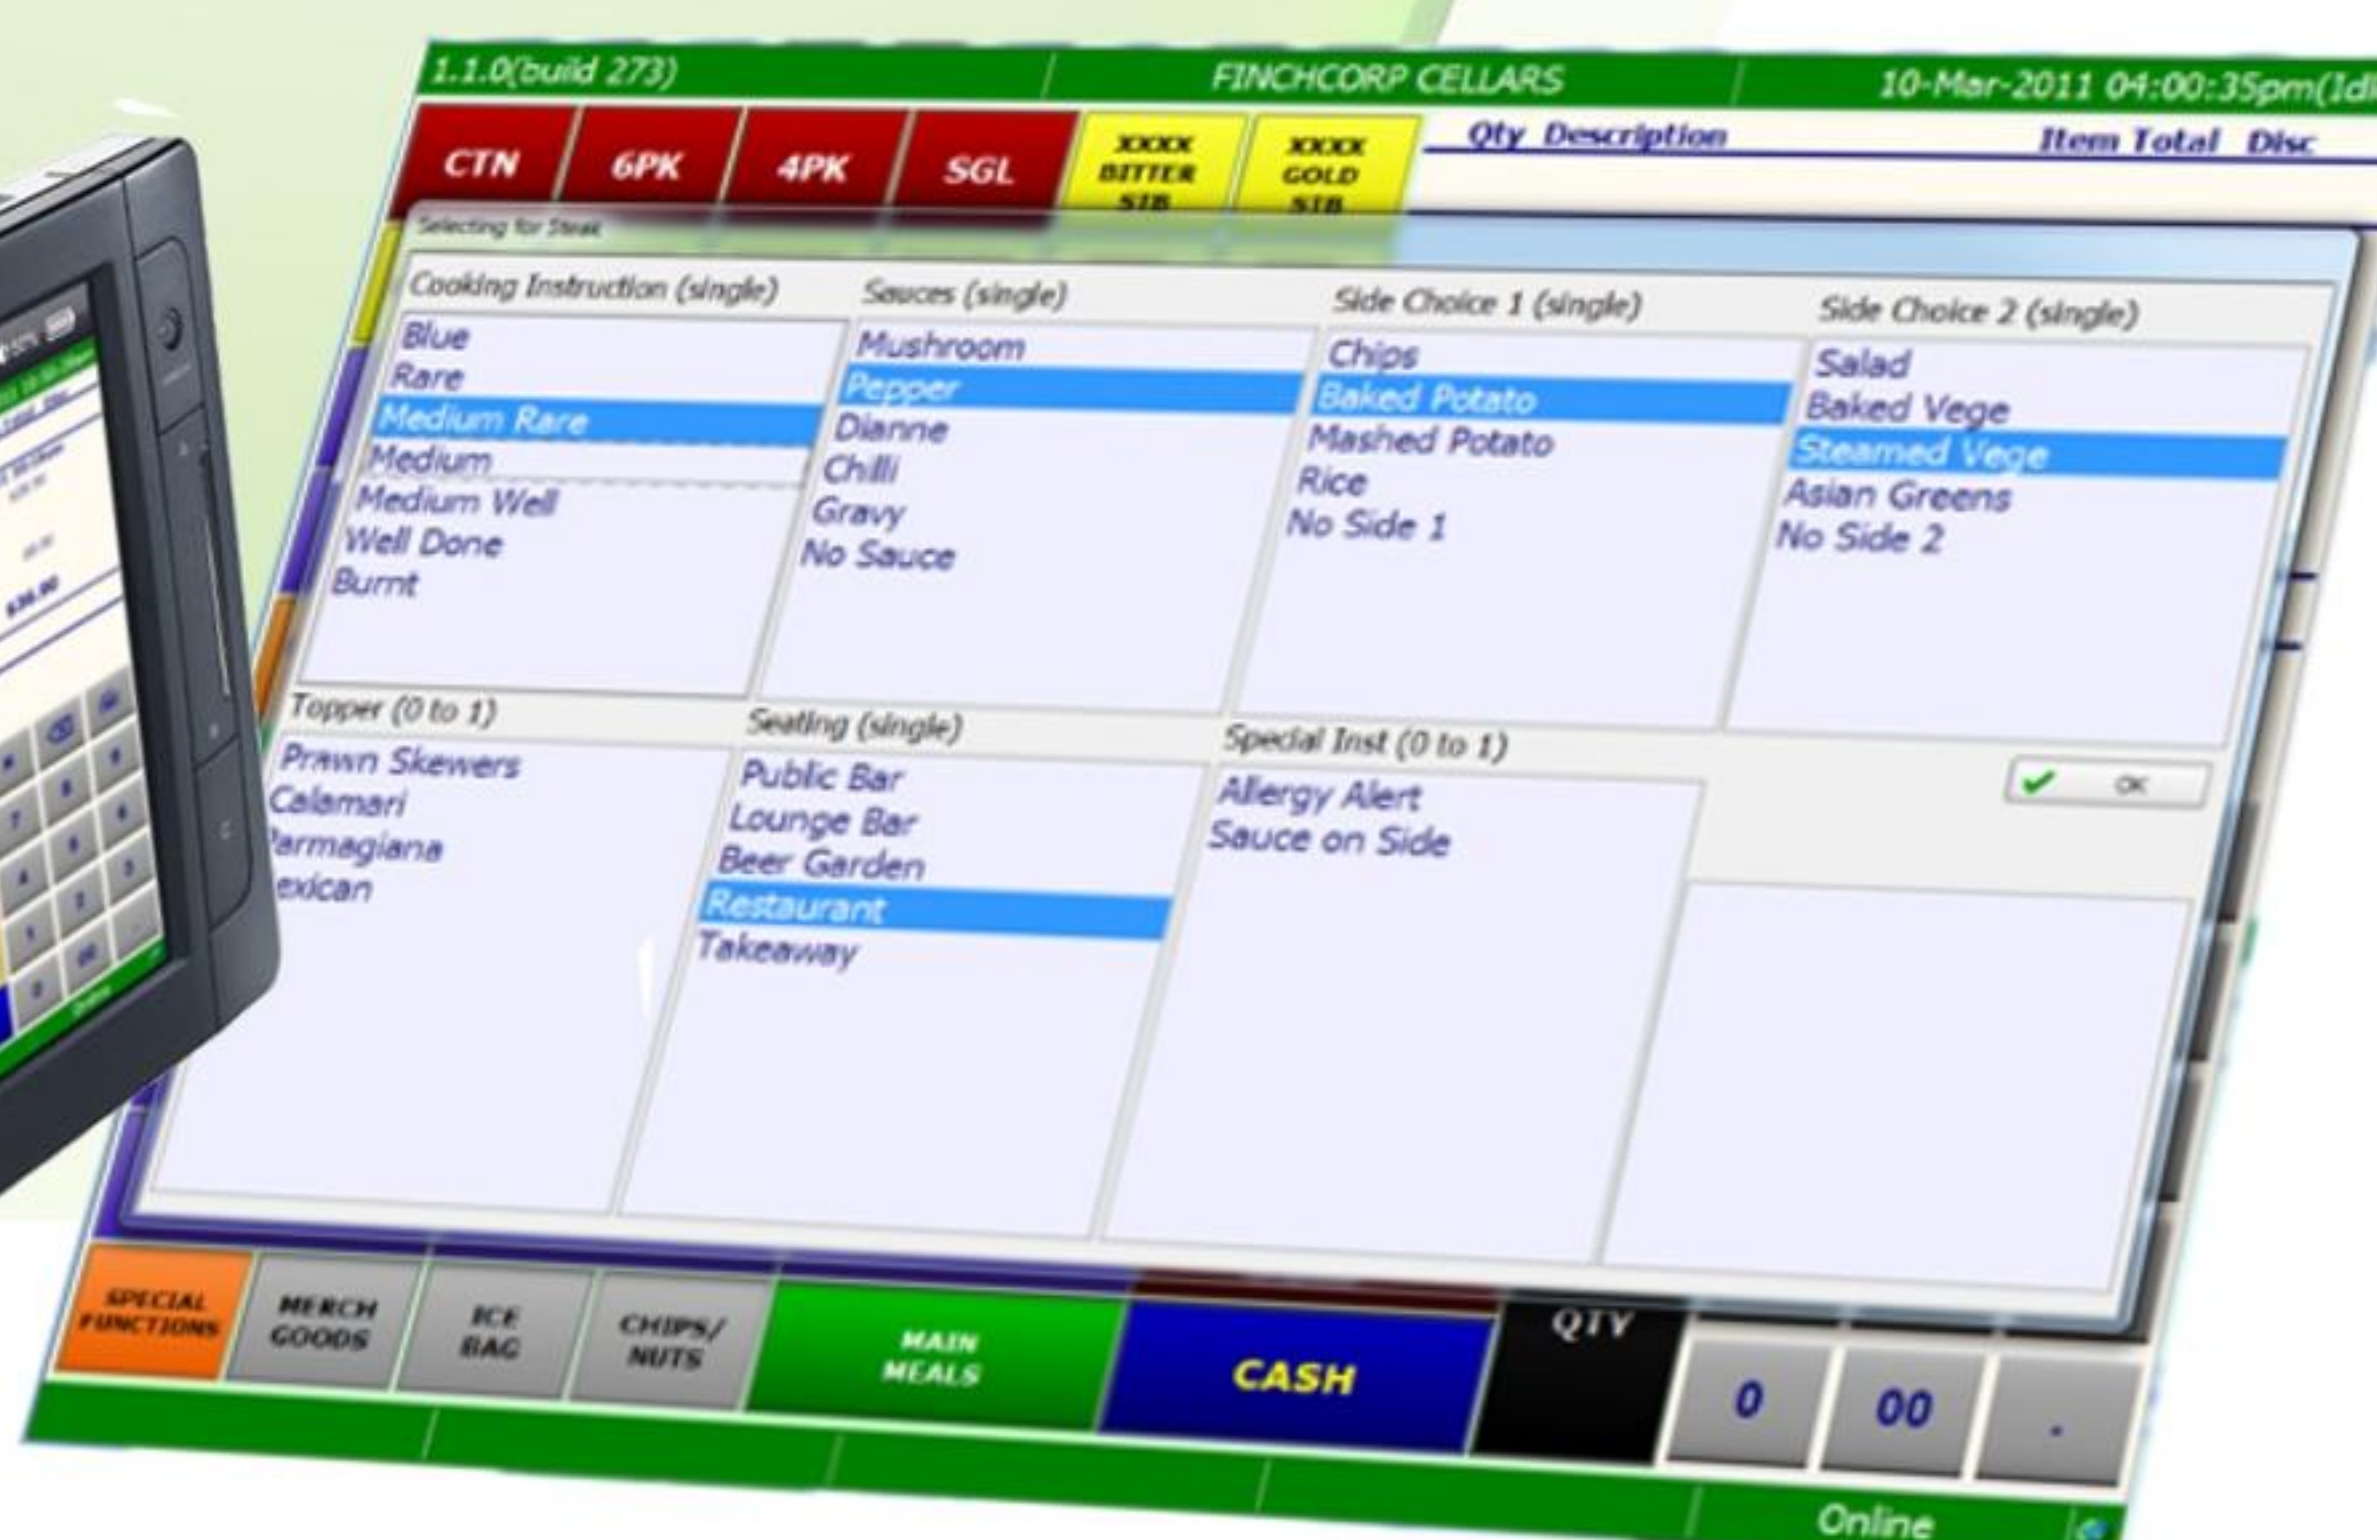 1.1.0(build 273)
FINCHCORP CELLARS
10-Mar-2011 04:00:35pm(Idl
CTN
6PK
4PK
SGL
XXXX
BITTER
STB
XXXX
GOLD
STB
Qty Description
Item Total Disc
Selecting for Steak
Cooking Instruction (single)
Blue
Rare
Medium Rare
Medium
Medium Well
Well Done
Burnt
Sauces (single)
Mushroom
Pepper
Dianne
Chilli
Gravy
No Sauce
Side Choice 1 (single)
Chips
Baked Potato
Mashed Potato
Rice
No Side 1
Side Choice 2 (single)
Salad
Baked Vege
Steamed Vege
Asian Greens
No Side 2
Topper (0 to 1)
Prawn Skewers
Calamari
Parmagiana
exican
Seating (single)
Public Bar
Lounge Bar
Beer Garden
Restaurant
Takeaway
Special Inst (0 to 1)
Allergy Alert
Sauce on Side
OK
SPECIAL
FUNCTIONS
MERCH
GOODS
ICE
BAG
CHIPS/
NUTS
MAIN
MEALS
CASH
QTY
0
00
.
Online